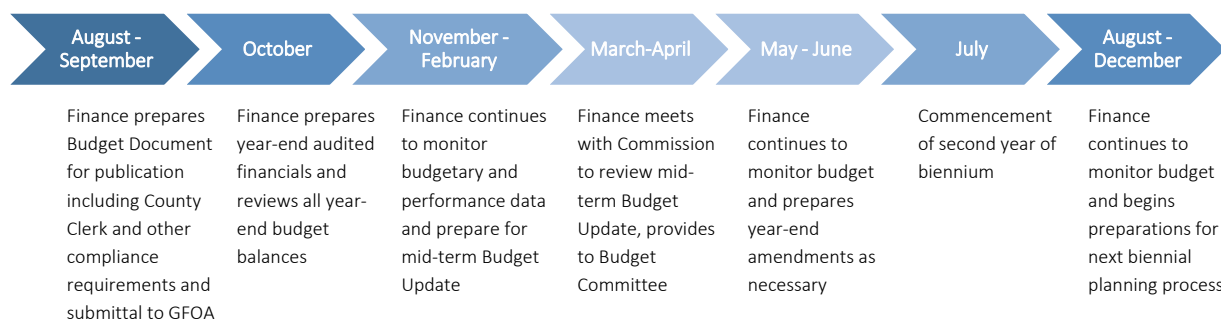 August -
September
October
November -
February
March-April
May - June
July
August -
December
Finance prepares
Budget Document
for publication
including County
Clerk and other
compliance
requirements and
submittal to GFOA
Finance prepares
year-end audited
financials and
reviews all year-
end budget
balances
Finance continues
to monitor
budgetary and
performance data
and prepare for
mid-term Budget
Update
Finance meets
with Commission
to review mid-
term Budget
Update, provides
to Budget
Committee
Finance
continues to
monitor budget
and prepares
year-end
amendments as
necessary
Commencement
of second year of
biennium
Finance
continues to
monitor budget
and begins
preparations for
next biennial
planning process